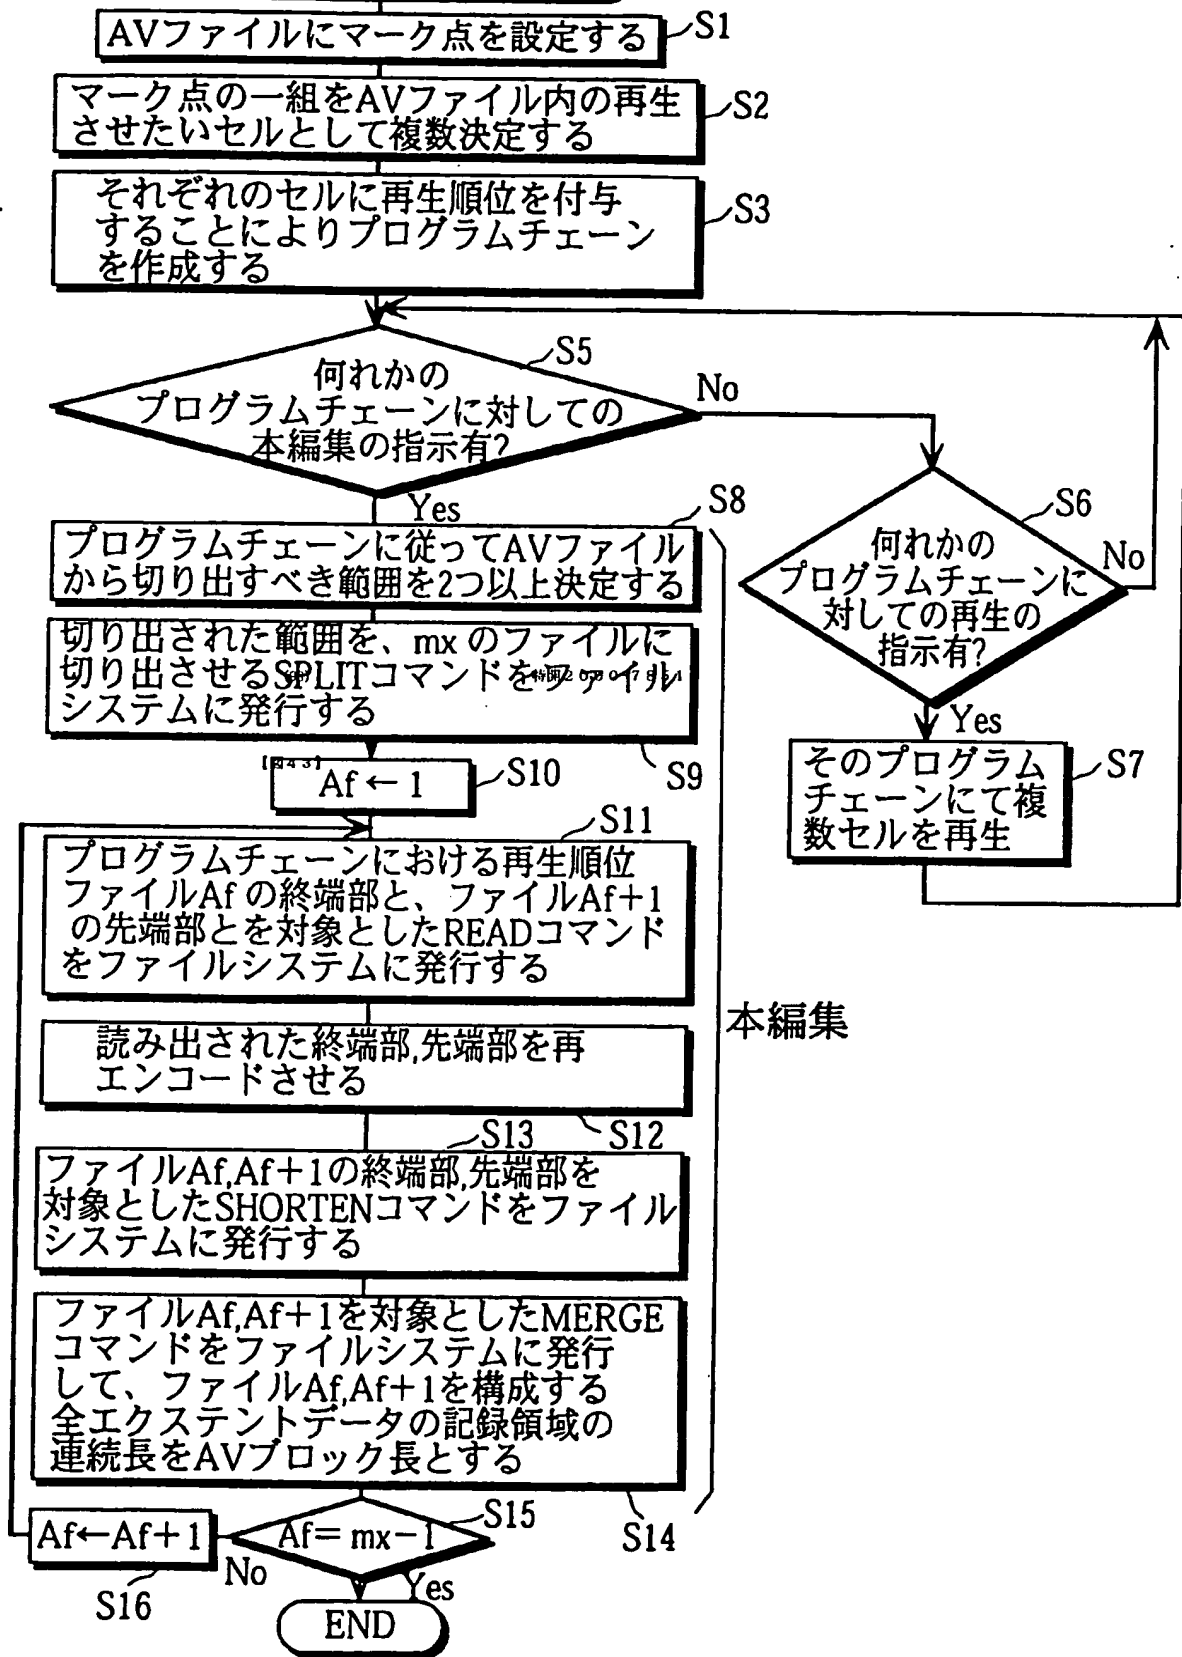 AVファイルにマーク点を設定する
S1
マーク点の一組をAVファイル内の再生
させたいセルとして複数決定する
S2
それぞれのセルに再生順位を付与
することによりプログラムチェーン
を作成する
S3
何れかの
プログラムチェーンに対しての
本編集の指示有?
S5
No
Yes
何れかの
プログラムチェーンに
対しての再生の
指示有?
S6
No
Yes
そのプログラム
チェーンにて複
数セルを再生
S7
S8
プログラムチェーンに従ってAVファイル
から切り出すべき範囲を2つ以上決定する
切り出された範囲を、mxのファイルに
切り出させるSPLITコマンドをファイル
システムに発行する
S9
【図43】
Af←1
S10
S11
プログラムチェーンにおける再生順位
ファイルAfの終端部と、ファイルAf+1
の先端部とを対象としたREADコマンド
をファイルシステムに発行する
本編集
読み出された終端部,先端部を再
エンコードさせる
S12
S13
ファイルAf,Af+1の終端部,先端部を
対象としたSHORTENコマンドをファイル
システムに発行する
ファイルAf,Af+1を対象としたMERGE
コマンドをファイルシステムに発行
して、ファイルAf,Af+1を構成する
全エクステントデータの記録領域の
連続長をAVブロック長とする
S14
Af=mx-1
S15
Af←Af+1
S16
No
Yes
END